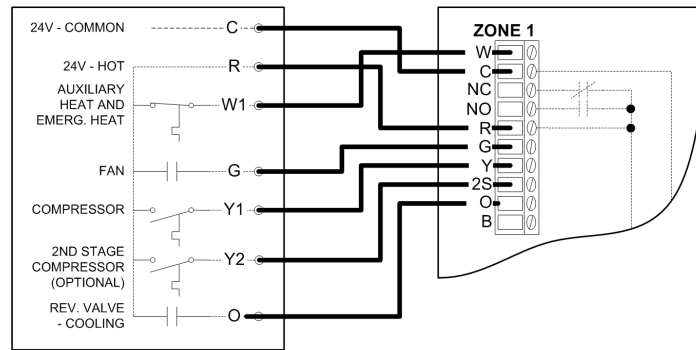 24V - COMMON
C
24V - HOT
R
AUXILIARY
HEAT AND
EMERG. HEAT
W1
FAN
G
COMPRESSOR
Y1
2ND STAGE
COMPRESSOR
(OPTIONAL)
Y2
REV. VALVE
- COOLING
O
ZONE 1
W
C
NC
NO
R
G
Y
2S
O
B